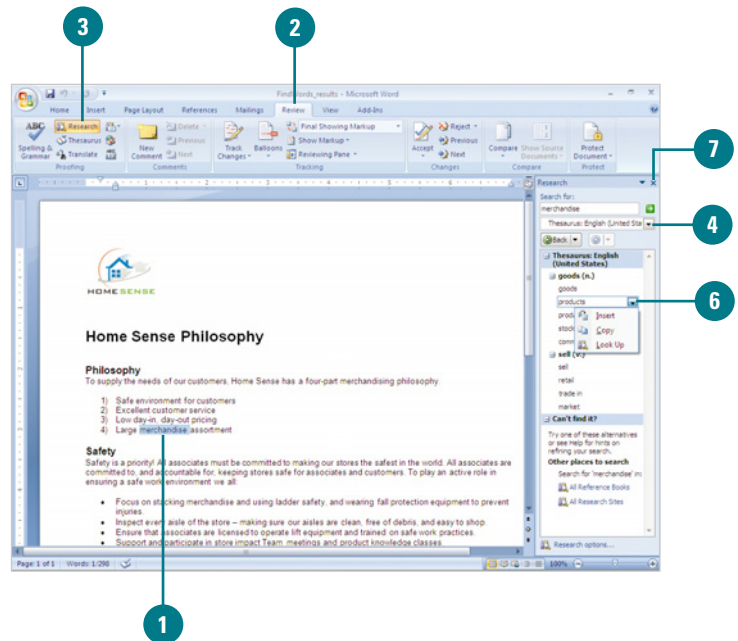 3
2
FindWords_results - Microsoft Word
Home Insert Page Layout References Mailings Review View Add-Ins
ABC
Spelling & Grammar
Research
Thesaurus
Translate
Proofing
New Comment
Delete
Previous
Next
Comments
Track Changes
Balloons
Final Showing Markup
Show Markup
Reviewing Pane
Tracking
Accept
Reject
Previous
Next
Changes
Compare
Show Source Documents
Compare
Protect Document
Protect
7
Research
Search for:
merchandise
Thesaurus: English (United Sta
4
Back
Thesaurus: English
(United States)
goods (n.)
goods
products
6
Insert
Copy
Look Up
produ
stock
comm
sell (v.)
sell
retail
trade in
market
Can't find it?
Try one of these alternatives
or see Help for hints on
refining your search.
Other places to search
Search for 'merchandise' in:
All Reference Books
All Research Sites
Research options...
HOMESENSE
Home Sense Philosophy
Philosophy
To supply the needs of our customers, Home Sense has a four-part merchandising philosophy.
1) Safe environment for customers
2) Excellent customer service
3) Low day-in, day-out pricing
4) Large merchandise assortment
Safety
Safety is a priority! All associates must be committed to making our stores the safest in the world. All associates are
committed to, and accountable for, keeping stores safe for associates and customers. To play an active role in
ensuring a safe work environment we all:
• Focus on stacking merchandise and using ladder safety, and wearing fall protection equipment to prevent
injuries.
• Inspect every aisle of the store – making sure our aisles are clean, free of debris, and easy to shop.
• Ensure that associates are licensed to operate lift equipment and trained on safe work practices.
• Support and participate in store impact Team, meetings and product knowledge classes.
Page: 1 of 1 Words: 1/298
100%
1